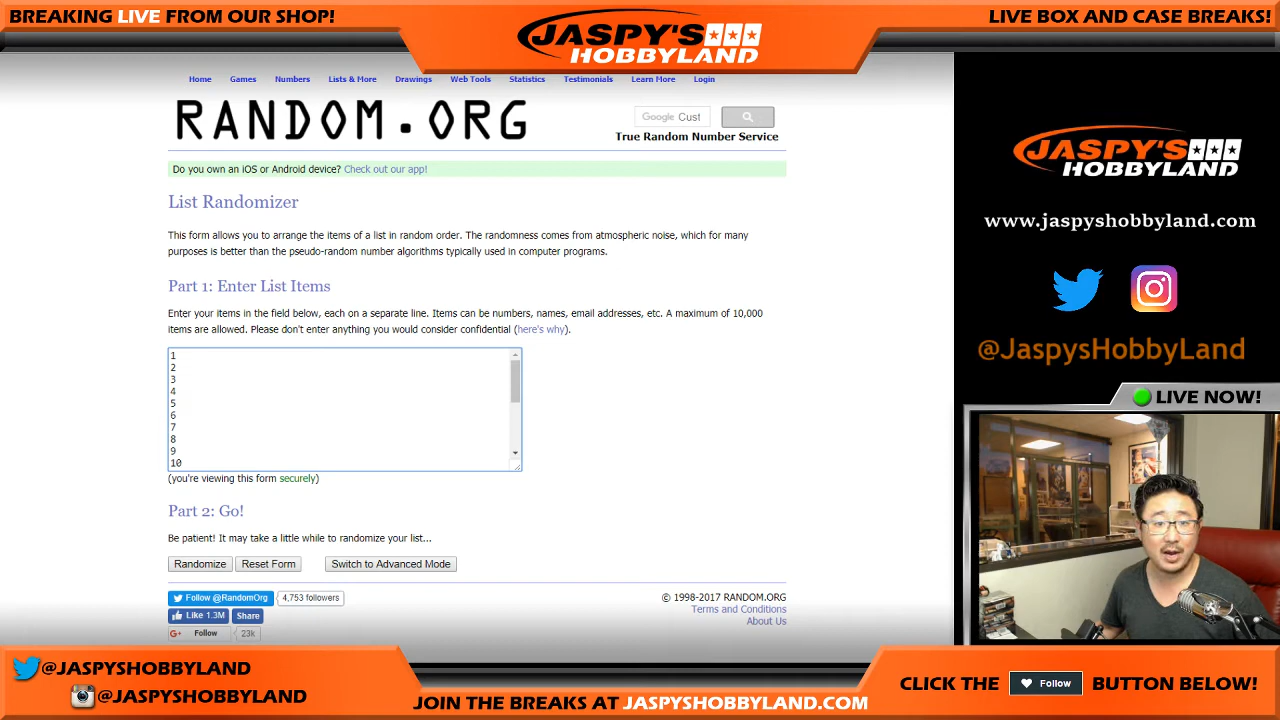 BREAKING LIVE FROM OUR SHOP!
JASPY'S
HOBBYLAND
LIVE BOX AND CASE BREAKS!
Home Games Numbers Lists & More Drawings Web Tools Statistics Testimonials Learn More Login
RANDOM.ORG
Google Cust
True Random Number Service
Do you own an iOS or Android device? Check out our app!
List Randomizer
This form allows you to arrange the items of a list in random order. The randomness comes from atmospheric noise, which for many
purposes is better than the pseudo-random number algorithms typically used in computer programs.
Part 1: Enter List Items
Enter your items in the field below, each on a separate line. Items can be numbers, names, email addresses, etc. A maximum of 10,000
items are allowed. Please don't enter anything you would consider confidential (here's why).
1
2
3
4
5
6
7
8
9
10
(you're viewing this form securely)
Part 2: Go!
Be patient! It may take a little while to randomize your list...
Randomize Reset Form Switch to Advanced Mode
Follow @RandomOrg 4,753 followers
Like 1.3M Share
G+ Follow 23k
© 1998-2017 RANDOM.ORG
Terms and Conditions
About Us
JASPY'S
HOBBYLAND
www.jaspyshobbyland.com
@JaspysHobbyLand
LIVE NOW!
@JASPYSHOBBYLAND
@JASPYSHOBBYLAND
JOIN THE BREAKS AT JASPYSHOBBYLAND.COM
CLICK THE Follow BUTTON BELOW!